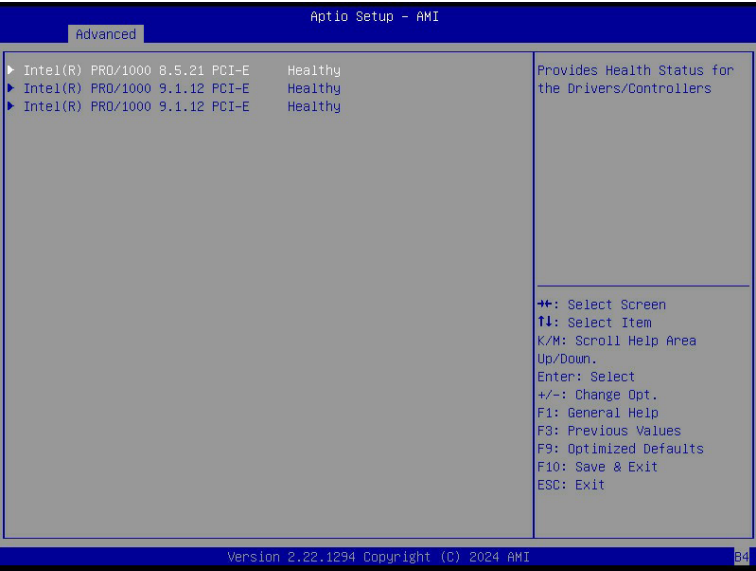 Aptio Setup - AMI
Advanced
Intel(R) PRO/1000 8.5.21 PCI-E Healthy
Intel(R) PRO/1000 9.1.12 PCI-E Healthy
Intel(R) PRO/1000 9.1.12 PCI-E Healthy
Provides Health Status for
the Drivers/Controllers
→←: Select Screen
↑↓: Select Item
K/M: Scroll Help Area
Up/Down.
Enter: Select
+/-: Change Opt.
F1: General Help
F3: Previous Values
F9: Optimized Defaults
F10: Save & Exit
ESC: Exit
Version 2.22.1294 Copyright (C) 2024 AMI
B4